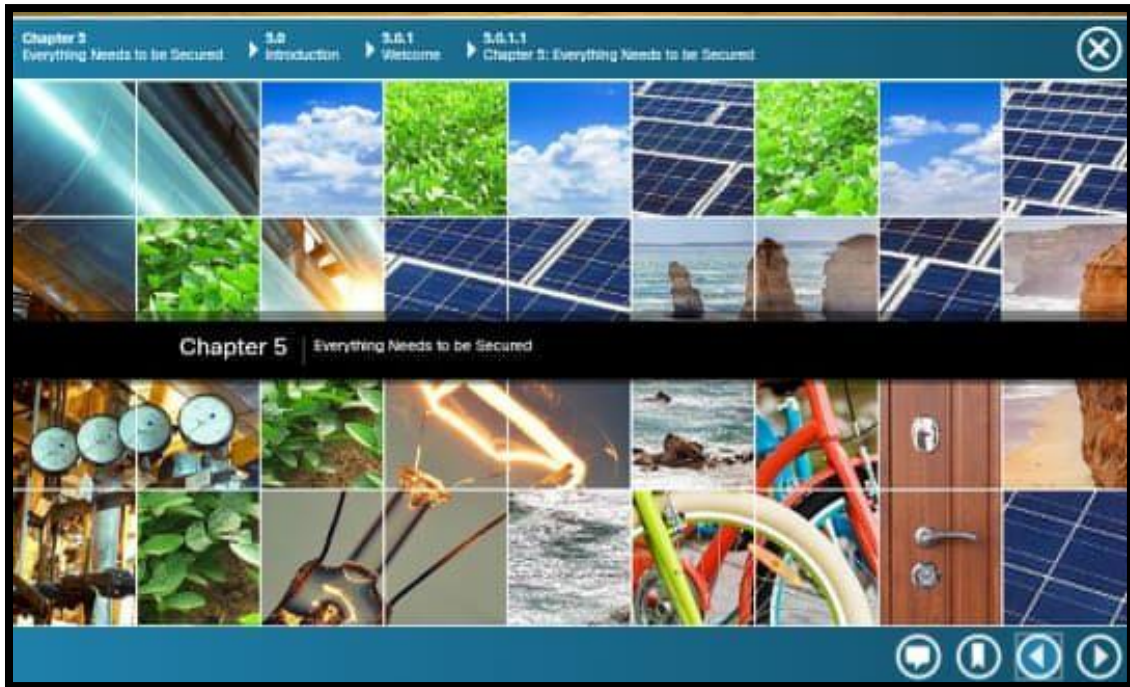 Chapter 5
Everything Needs to be Secured
5.0
Introduction
5.0.1
Welcome
5.0.1.1
Chapter 5: Everything Needs to be Secured
Chapter 5
Everything Needs to be Secured